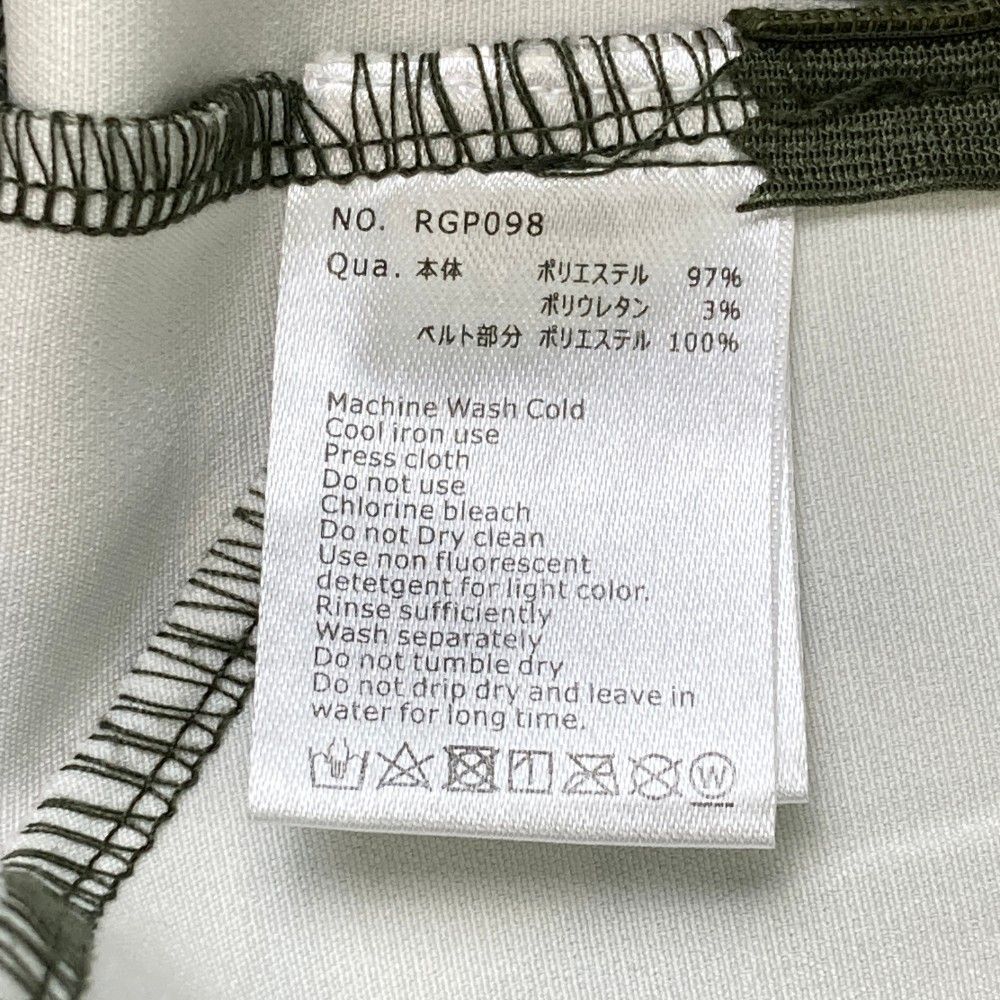 NO. RGP098
Qua. 本体 ポリエステル 97%
ポリウレタン 3%
ベルト部分 ポリエステル 100%
Machine Wash Cold
Cool iron use
Press cloth
Do not use
Chlorine bleach
Do not Dry clean
Use non fluorescent
detetgent for light color.
Rinse sufficiently
Wash separately
Do not tumble dry
Do not drip dry and leave in
water for long time.
W